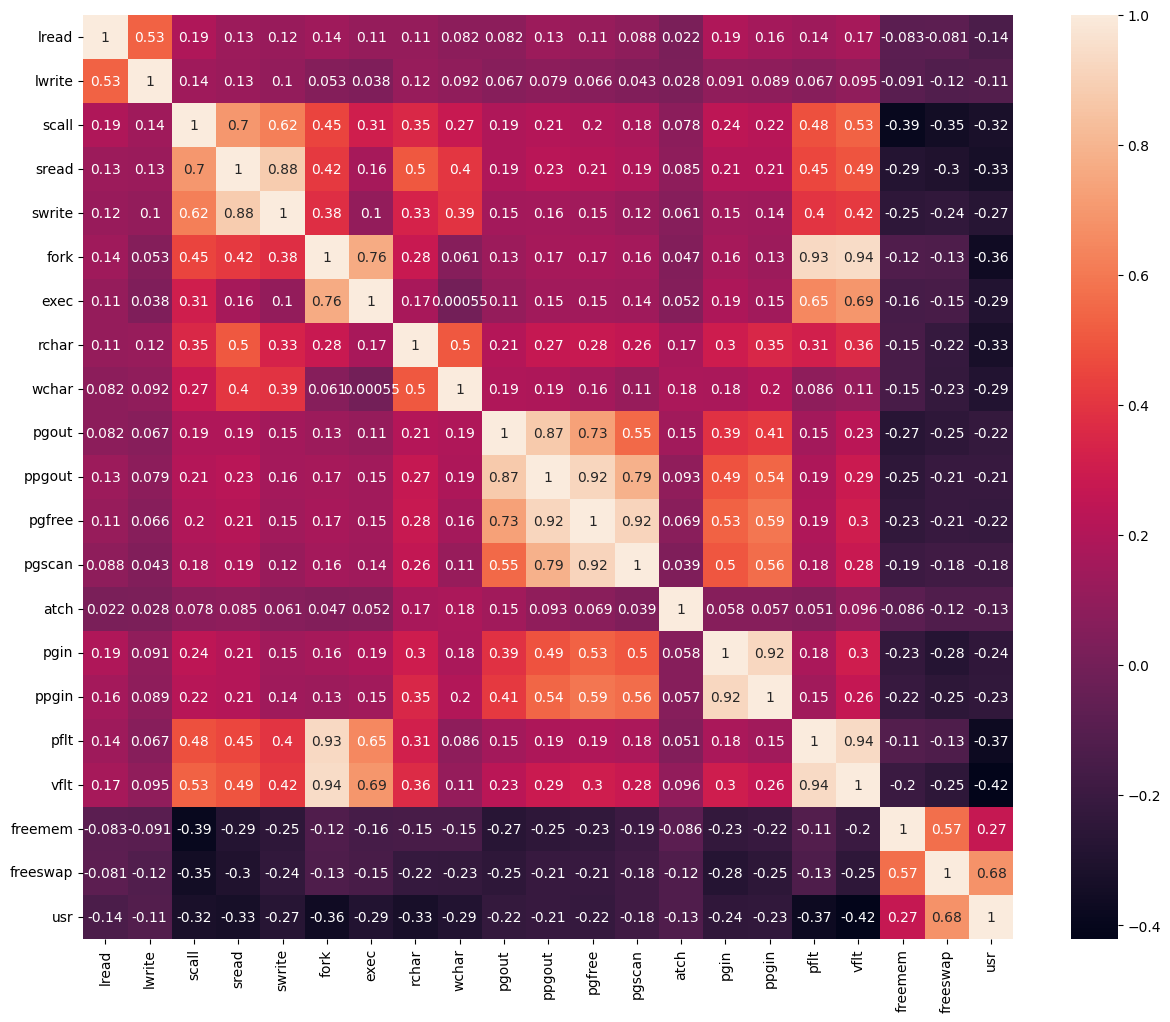 lread 1 0.53 0.19 0.13 0.12 0.14 0.11 0.11 0.082 0.082 0.13 0.11 0.088 0.022 0.19 0.16 0.14 0.17 -0.083 -0.081 -0.14
lwrite 0.53 1 0.14 0.13 0.1 0.053 0.038 0.12 0.092 0.067 0.079 0.066 0.043 0.028 0.091 0.089 0.067 0.095 -0.091 -0.12 -0.11
scall 0.19 0.14 1 0.7 0.62 0.45 0.31 0.35 0.27 0.19 0.21 0.2 0.18 0.078 0.24 0.22 0.48 0.53 -0.39 -0.35 -0.32
sread 0.13 0.13 0.7 1 0.88 0.42 0.16 0.5 0.4 0.19 0.23 0.21 0.19 0.085 0.21 0.21 0.45 0.49 -0.29 -0.3 -0.33
swrite 0.12 0.1 0.62 0.88 1 0.38 0.1 0.33 0.39 0.15 0.16 0.15 0.12 0.061 0.15 0.14 0.4 0.42 -0.25 -0.24 -0.27
fork 0.14 0.053 0.45 0.42 0.38 1 0.76 0.28 0.061 0.13 0.17 0.17 0.16 0.047 0.16 0.13 0.93 0.94 -0.12 -0.13 -0.36
exec 0.11 0.038 0.31 0.16 0.1 0.76 1 0.17 0.00055 0.11 0.15 0.15 0.14 0.052 0.19 0.15 0.65 0.69 -0.16 -0.15 -0.29
rchar 0.11 0.12 0.35 0.5 0.33 0.28 0.17 1 0.5 0.21 0.27 0.28 0.26 0.17 0.3 0.35 0.31 0.36 -0.15 -0.22 -0.33
wchar 0.082 0.092 0.27 0.4 0.39 0.061 0.00055 0.5 1 0.19 0.19 0.16 0.11 0.18 0.18 0.2 0.086 0.11 -0.15 -0.23 -0.29
pgout 0.082 0.067 0.19 0.19 0.15 0.13 0.11 0.21 0.19 1 0.87 0.73 0.55 0.15 0.39 0.41 0.15 0.23 -0.27 -0.25 -0.22
ppgout 0.13 0.079 0.21 0.23 0.16 0.17 0.15 0.27 0.19 0.87 1 0.92 0.79 0.093 0.49 0.54 0.19 0.29 -0.25 -0.21 -0.21
pgfree 0.11 0.066 0.2 0.21 0.15 0.17 0.15 0.28 0.16 0.73 0.92 1 0.92 0.069 0.53 0.59 0.19 0.3 -0.23 -0.21 -0.22
pgscan 0.088 0.043 0.18 0.19 0.12 0.16 0.14 0.26 0.11 0.55 0.79 0.92 1 0.039 0.5 0.56 0.18 0.28 -0.19 -0.18 -0.18
atch 0.022 0.028 0.078 0.085 0.061 0.047 0.052 0.17 0.18 0.15 0.093 0.069 0.039 1 0.058 0.057 0.051 0.096 -0.086 -0.12 -0.13
pgin 0.19 0.091 0.24 0.21 0.15 0.16 0.19 0.3 0.18 0.39 0.49 0.53 0.5 0.058 1 0.92 0.18 0.3 -0.23 -0.28 -0.24
ppgin 0.16 0.089 0.22 0.21 0.14 0.13 0.15 0.35 0.2 0.41 0.54 0.59 0.56 0.057 0.92 1 0.15 0.26 -0.22 -0.25 -0.23
pflt 0.14 0.067 0.48 0.45 0.4 0.93 0.65 0.31 0.086 0.15 0.19 0.19 0.18 0.051 0.18 0.15 1 0.94 -0.11 -0.13 -0.37
vflt 0.17 0.095 0.53 0.49 0.42 0.94 0.69 0.36 0.11 0.23 0.29 0.3 0.28 0.096 0.3 0.26 0.94 1 -0.2 -0.25 -0.42
freemem -0.083 -0.091 -0.39 -0.29 -0.25 -0.12 -0.16 -0.15 -0.15 -0.27 -0.25 -0.23 -0.19 -0.086 -0.23 -0.22 -0.11 -0.2 1 0.57 0.27
freeswap -0.081 -0.12 -0.35 -0.3 -0.24 -0.13 -0.15 -0.22 -0.23 -0.25 -0.21 -0.21 -0.18 -0.12 -0.28 -0.25 -0.13 -0.25 0.57 1 0.68
usr -0.14 -0.11 -0.32 -0.33 -0.27 -0.36 -0.29 -0.33 -0.29 -0.22 -0.21 -0.22 -0.18 -0.13 -0.24 -0.23 -0.37 -0.42 0.27 0.68 1
lread lwrite scall sread swrite fork exec rchar wchar pgout ppgout pgfree pgscan atch pgin ppgin pflt vflt freemem freeswap usr
1.0
0.8
0.6
0.4
0.2
0.0
−0.2
−0.4